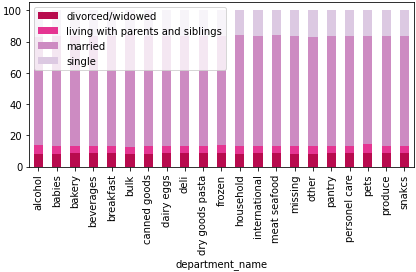 100
80
60
40
20
0
divorced/widowed
living with parents and siblings
married
single
alcohol
babies
bakery
beverages
breakfast
bulk
canned goods
dairy eggs
deli
dry goods pasta
frozen
household
international
meat seafood
missing
other
pantry
personel care
pets
produce
snakcs
department_name